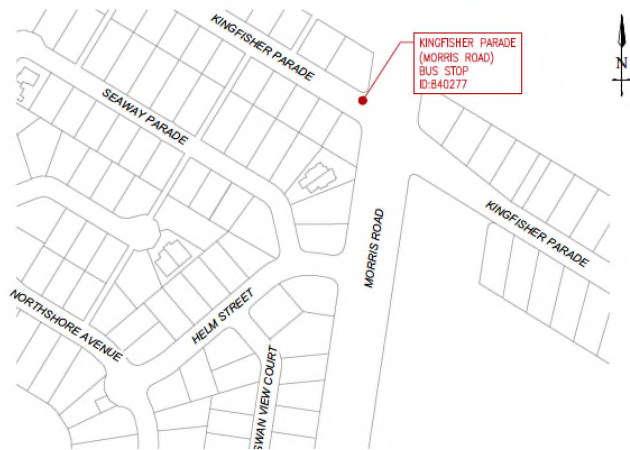 KINGFISHER PARADE
KINGFISHER PARADE
(MORRIS ROAD)
BUS STOP
ID:840277
N
SEAWAY PARADE
KINGFISHER PARADE
MORRIS ROAD
NORTHSHORE AVENUE
HELM STREET
SWAN VIEW COURT